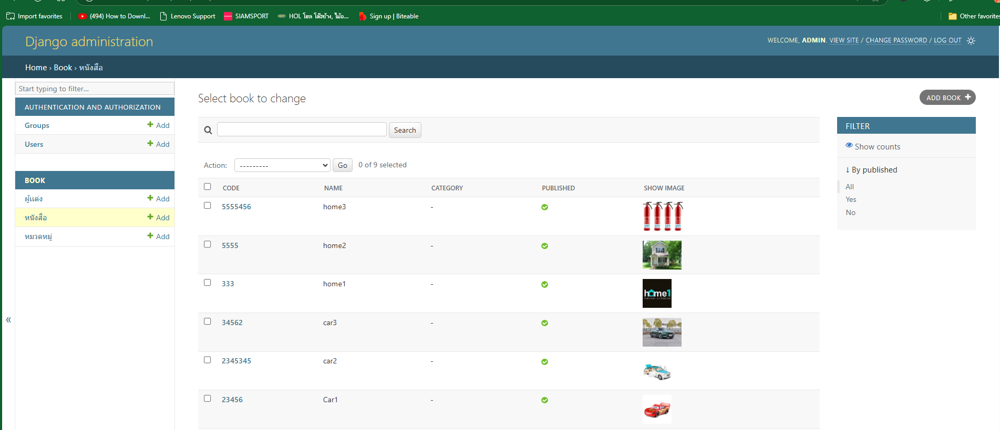 Import favorites
(494) How to Downl...
Lenovo Support
SIAMSPORT
HOL โฮล โต๊ะข้าง, ไม้อ...
Sign up | Biteable
Other favorites
Django administration
WELCOME, ADMIN. VIEW SITE / CHANGE PASSWORD / LOG OUT
Home › Book › หนังสือ
Start typing to filter...
AUTHENTICATION AND AUTHORIZATION
Groups
Add
Users
Add
BOOK
ผู้แต่ง
Add
หนังสือ
Add
หมวดหมู่
Add
«
Select book to change
ADD BOOK
Search
Action:
---------
Go
0 of 9 selected
CODE NAME CATEGORY PUBLISHED SHOW IMAGE
5555456 home3 -
5555 home2 -
333 home1 -
home1
34562 car3 -
2345345 car2 -
23456 Car1 -
FILTER
Show counts
↓ By published
All
Yes
No